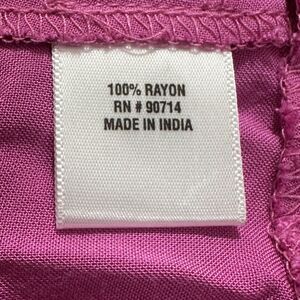 100% RAYON
RN # 90714
MADE IN INDIA